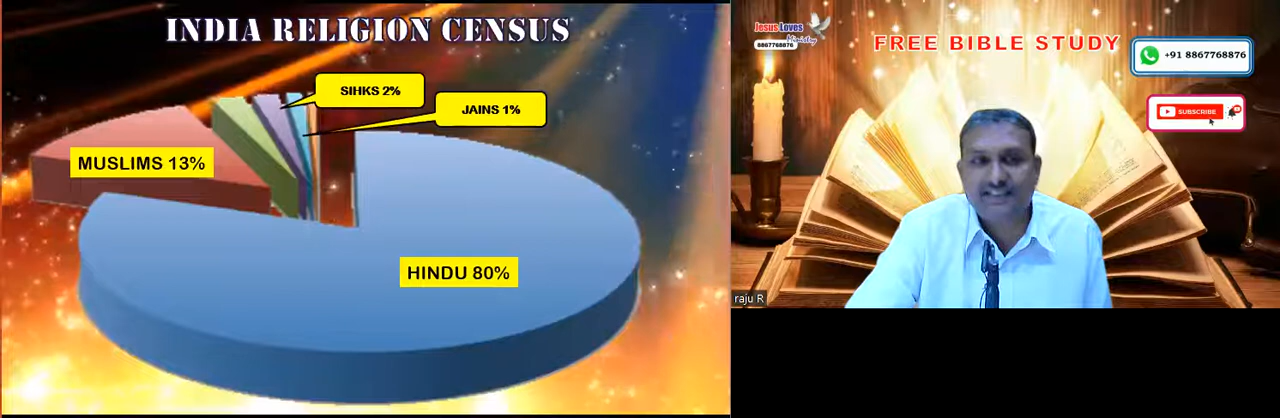 INDIA RELIGION CENSUS
SIHKS 2%
JAINS 1%
MUSLIMS 13%
HINDU 80%
Jesus Loves
Ministry
8867768876
FREE BIBLE STUDY
+91 8867768876
SUBSCRIBE
raju R